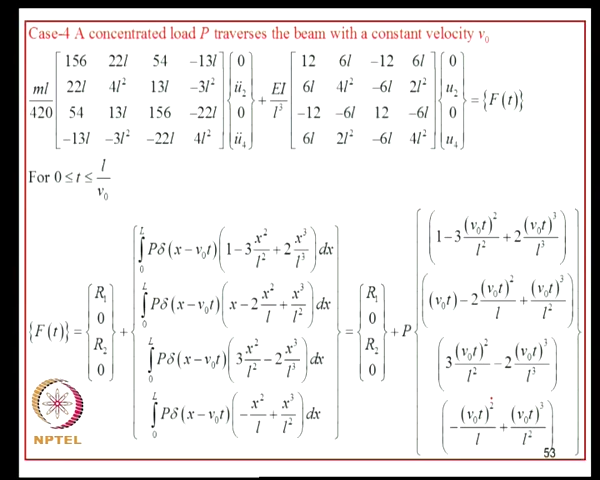 Case-4 A concentrated load P traverses the beam with a constant velocity v₀
ml/420 [156 22l 54 −13l; 22l 4l² 13l −3l²; 54 13l 156 −22l; −13l −3l² −22l 4l²] {0; ü₂; 0; ü₄} + EI/l³ [12 6l −12 6l; 6l 4l² −6l 2l²; −12 −6l 12 −6l; 6l 2l² −6l 4l²] {0; u₂; 0; u₄} = {F(t)}
For 0 ≤ t ≤ l/v₀
{F(t)} = {R₁; 0; R₂; 0} + {∫₀ᴸ Pδ(x−v₀t)(1−3x²/l²+2x³/l³)dx; ∫₀ᴸ Pδ(x−v₀t)(x−2x²/l+x³/l²)dx; ∫₀ᴸ Pδ(x−v₀t)(3x²/l²−2x³/l³)dx; ∫₀ᴸ Pδ(x−v₀t)(−x²/l+x³/l²)dx} = {R₁; 0; R₂; 0} + P{(1−3(v₀t)²/l²+2(v₀t)³/l³); ((v₀t)−2(v₀t)²/l+(v₀t)³/l²); (3(v₀t)²/l²−2(v₀t)³/l³); (−(v₀t)²/l+(v₀t)³/l²)}
NPTEL
53